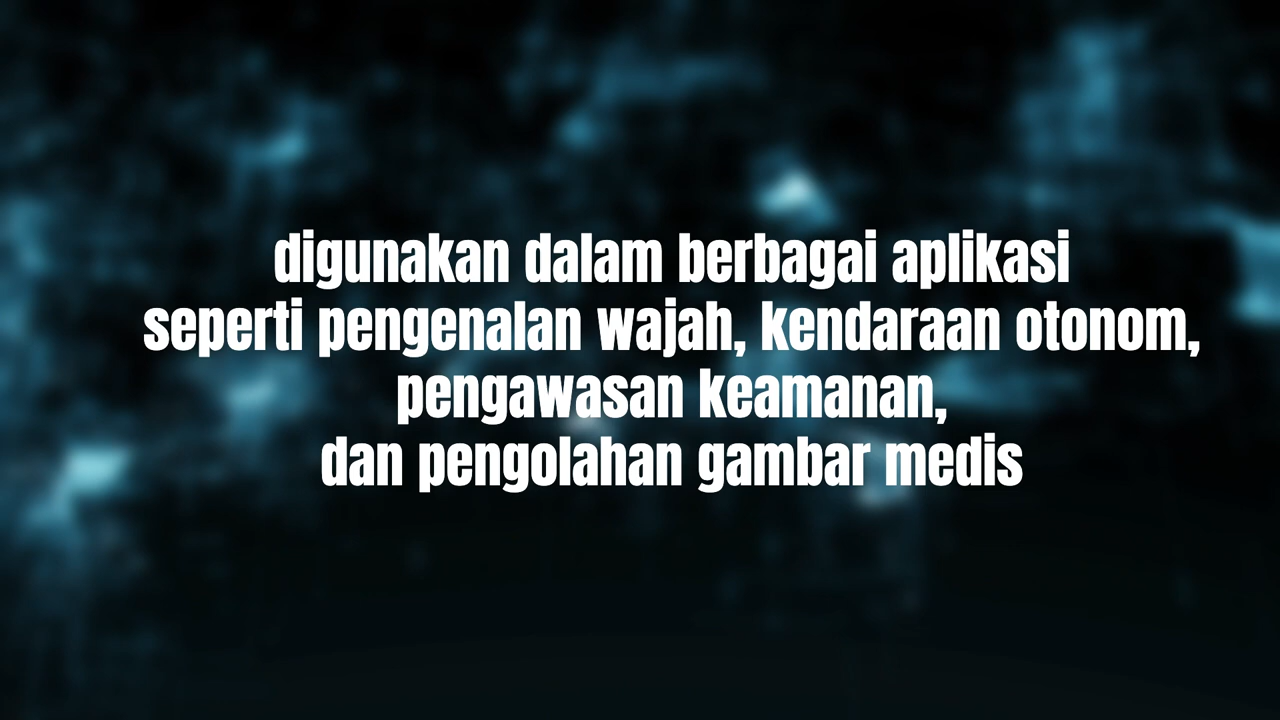 digunakan dalam berbagai aplikasi
seperti pengenalan wajah, kendaraan otonom,
pengawasan keamanan,
dan pengolahan gambar medis